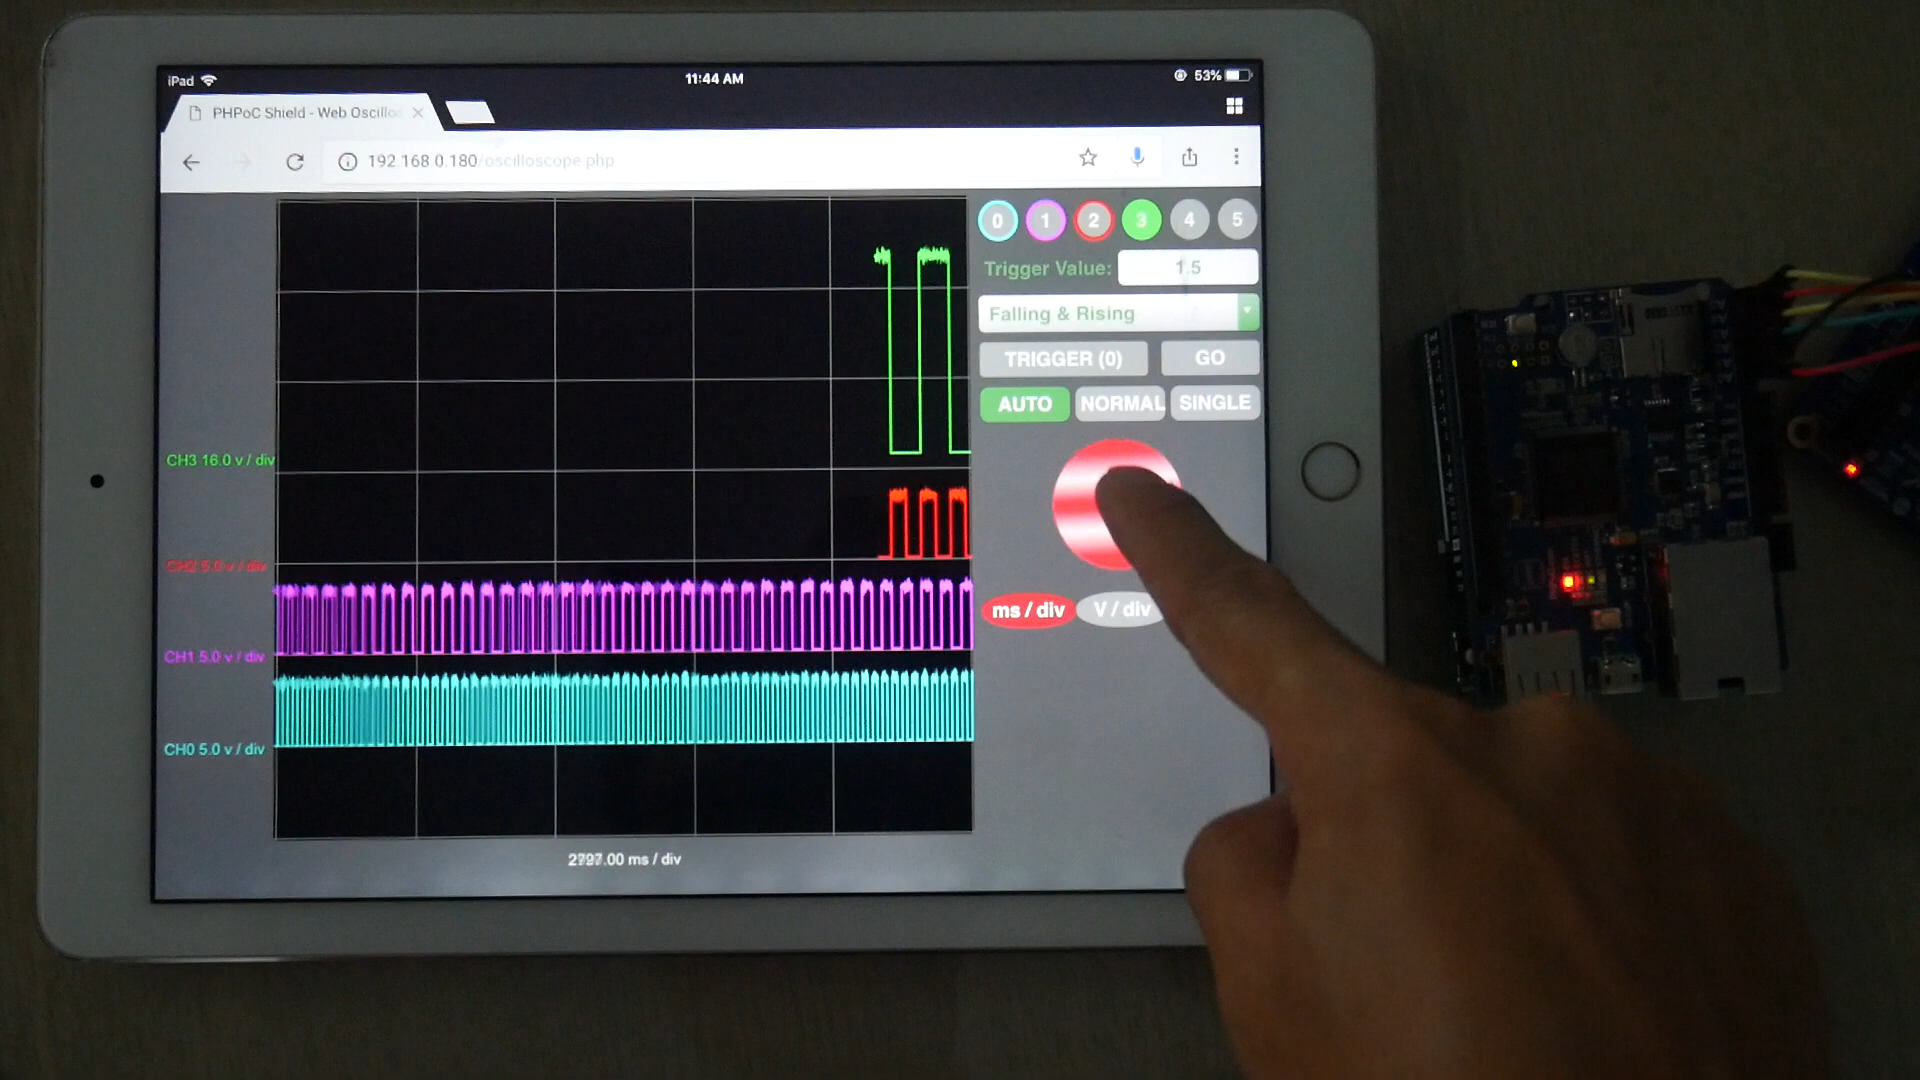 iPad 11:44 AM 53%
PHPoC Shield - Web Oscillo
192.168.0.180/oscilloscope.php
0 1 2 3 4 5
Trigger Value: 1.5
Falling & Rising
TRIGGER (0) GO
AUTO NORMAL SINGLE
CH3 16.0 v / div
CH2 5.0 v / div
ms / div V / div
CH1 5.0 v / div
CH0 5.0 v / div
.00 ms / div